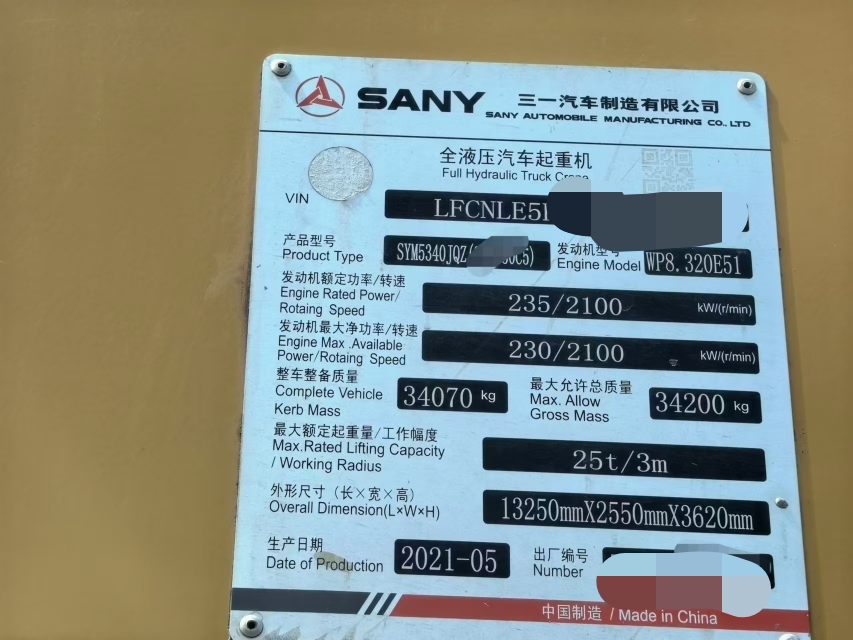 SANY 三一汽车制造有限公司
SANY AUTOMOBILE MANUFACTURING CO., LTD
全液压汽车起重机
Full Hydraulic Truck Crane
VIN LFCNLE51
产品型号 SYM5340JQZ( 0C5) 发动机型号 WP8.320E51
Product Type Engine Model
发动机额定功率/转速
Engine Rated Power/ 235/2100 kW/(r/min)
Rotaing Speed
发动机最大净功率/转速
Engine Max .Available 230/2100 kW/(r/min)
Power/Rotaing Speed
整车整备质量 最大允许总质量
Complete Vehicle 34070 kg Max. Allow 34200 kg
Kerb Mass Gross Mass
最大额定起重量/工作幅度
Max.Rated Lifting Capacity 25t/3m
/ Working Radius
外形尺寸（长×宽×高）
Overall Dimension(L×W×H) 13250mmX2550mmX3620mm
生产日期 2021-05 出厂编号
Date of Production Number
中国制造 / Made in China